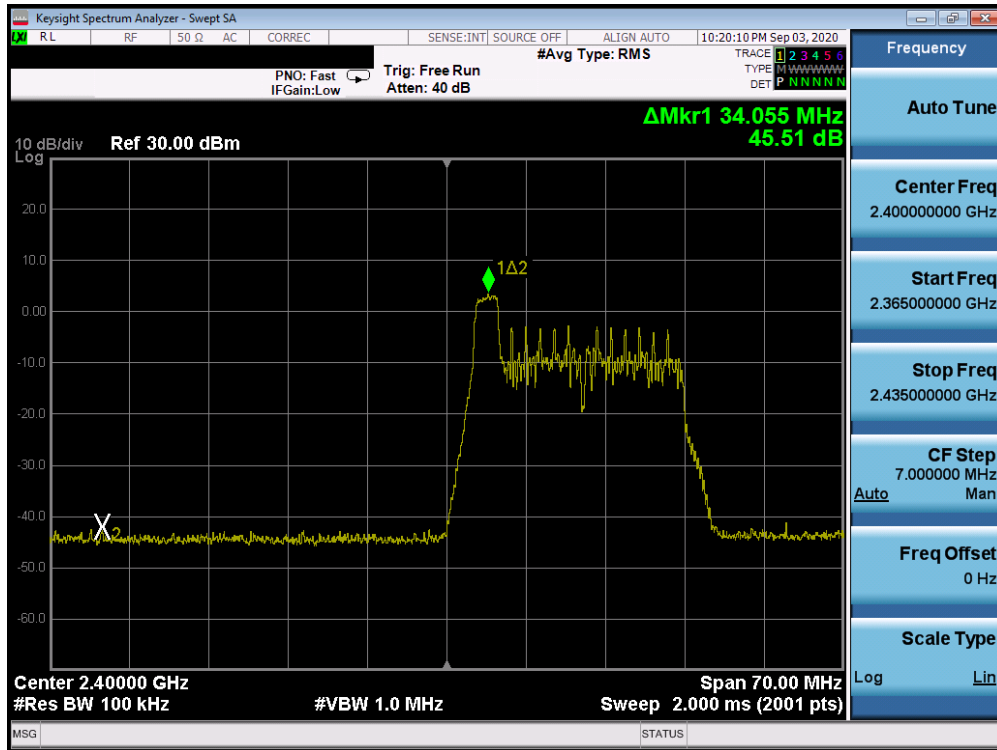 Keysight Spectrum Analyzer - Swept SA
LXI RL RF 50 Ω AC CORREC SENSE:INT SOURCE OFF ALIGN AUTO 10:20:10 PM Sep 03, 2020
#Avg Type: RMS
TRACE 1 2 3 4 5 6
PNO: Fast Trig: Free Run
TYPE M W W W W W
IFGain:Low Atten: 40 dB
DET P N N N N N
ΔMkr1 34.055 MHz
45.51 dB
10 dB/div Ref 30.00 dBm
Log
20.0
10.0
1Δ2
0.00
-10.0
-20.0
-30.0
-40.0
X2
-50.0
-60.0
Center 2.40000 GHz Span 70.00 MHz
#Res BW 100 kHz #VBW 1.0 MHz Sweep 2.000 ms (2001 pts)
MSG STATUS
Frequency
Auto Tune
Center Freq
2.400000000 GHz
Start Freq
2.365000000 GHz
Stop Freq
2.435000000 GHz
CF Step
7.000000 MHz
Auto Man
Freq Offset
0 Hz
Scale Type
Log Lin